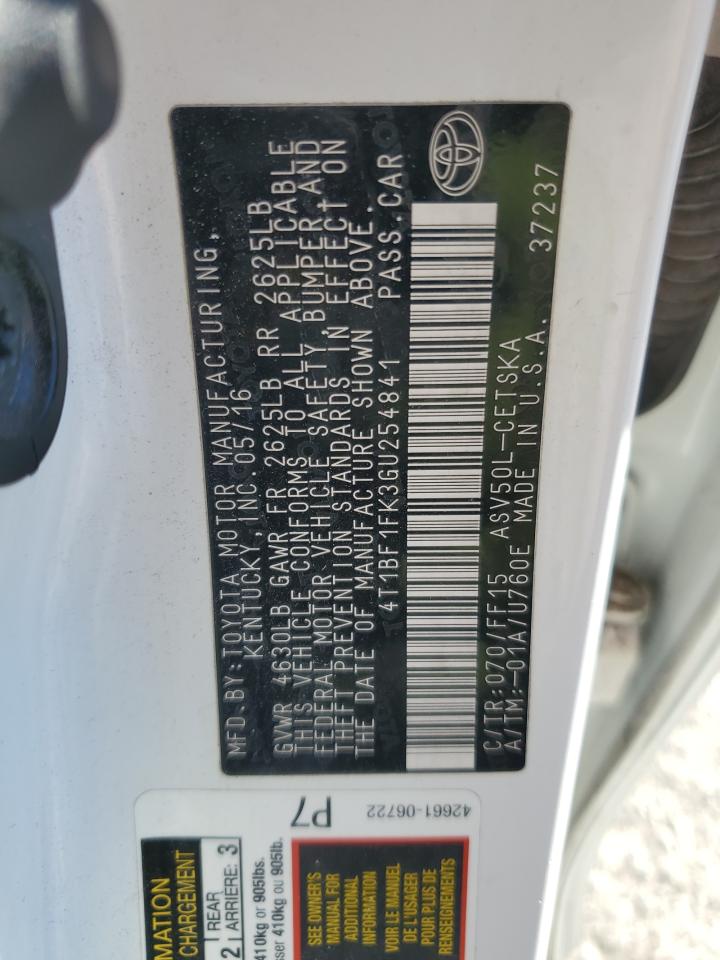 MFD. BY: TOYOTA MOTOR MANUFACTURING,
KENTUCKY, INC. 05/16
GVWR 4630LB GAWR FR 2625LB RR 2625LB
THIS VEHICLE CONFORMS TO ALL APPLICABLE
FEDERAL MOTOR VEHICLE SAFETY, BUMPER, AND
THEFT PREVENTION STANDARDS IN EFFECT ON
THE DATE OF MANUFACTURE SHOWN ABOVE.
4T1BF1FK3GU254841 PASS.CAR
C/TR: 070/FF15 ASV50L-CETSKA
A/TM: -01A/U760E MADE IN U.S.A. 37237
P7
42661-06722
CHARGEMENT
2
REAR
ARRIÈRE: 3
410kg or 905lbs.
410kg ou 905lb.
SEE OWNER'S
MANUAL FOR
ADDITIONAL
INFORMATION
VOIR LE MANUEL
DE L'USAGER
POUR PLUS DE
RENSEIGNEMENTS